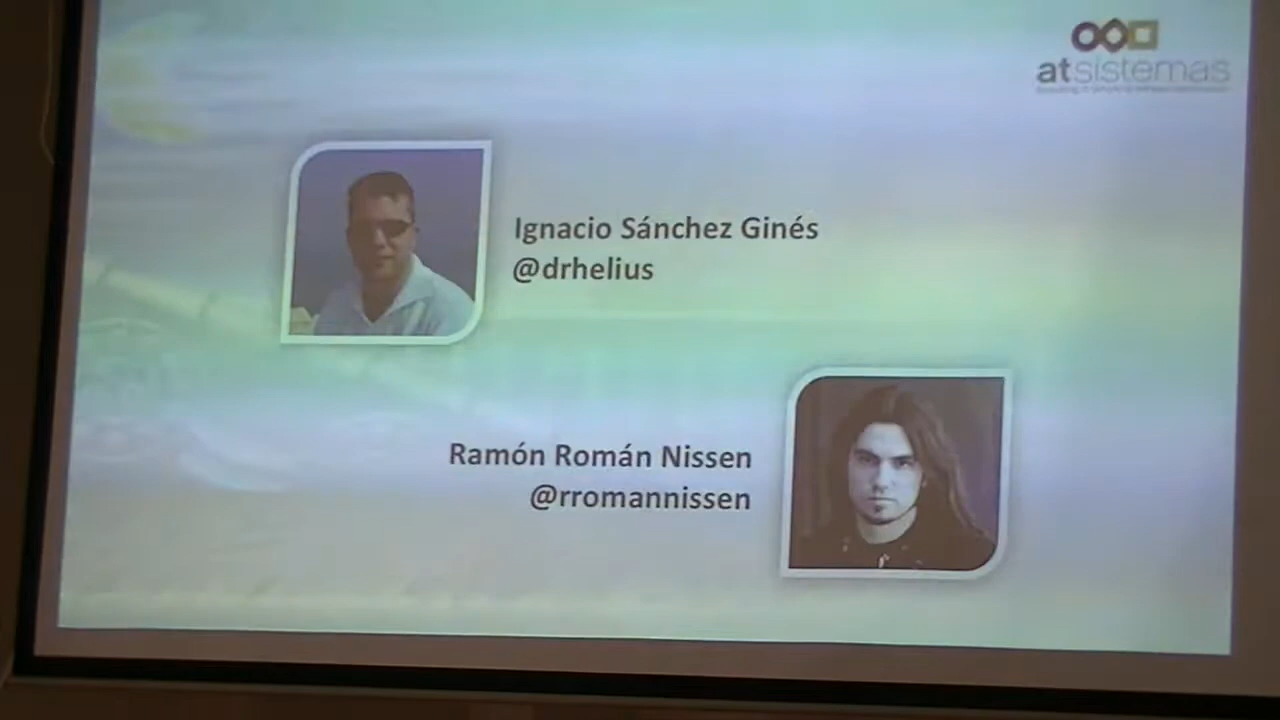 atsistemas
Ignacio Sánchez Ginés
@drhelius
Ramón Román Nissen
@rromannissen